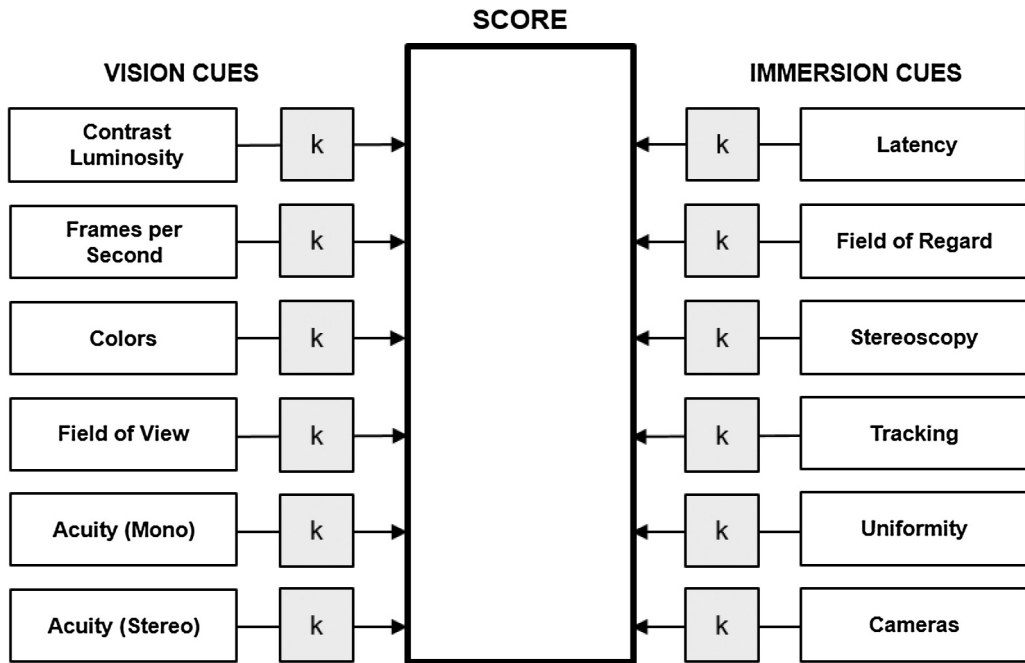 SCORE
VISION CUES
IMMERSION CUES
Contrast
Luminosity
k
k
Latency
Frames per
Second
k
k
Field of Regard
Colors
k
k
Stereoscopy
Field of View
k
k
Tracking
Acuity (Mono)
k
k
Uniformity
Acuity (Stereo)
k
k
Cameras